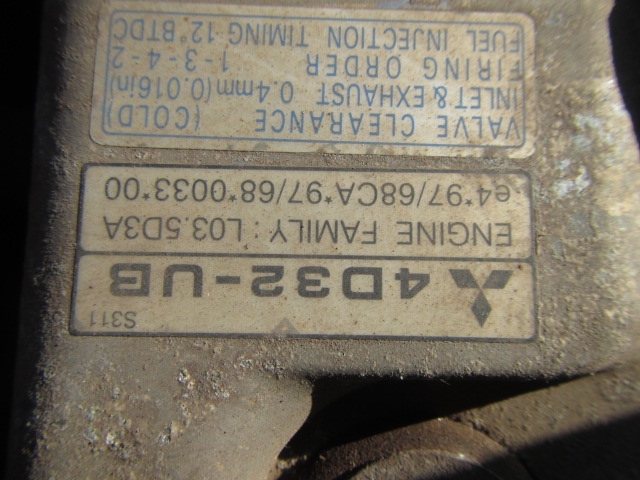 S311
4D32-UB
ENGINE FAMILY : L03.5D3A
e4*97/68CA*97/68*0033*00
VALVE CLEARANCE (COLD)
INLET & EXHAUST 0.4mm(0.016in)
FIRING ORDER 1-3-4-2
FUEL INJECTION TIMING 12° BTDC